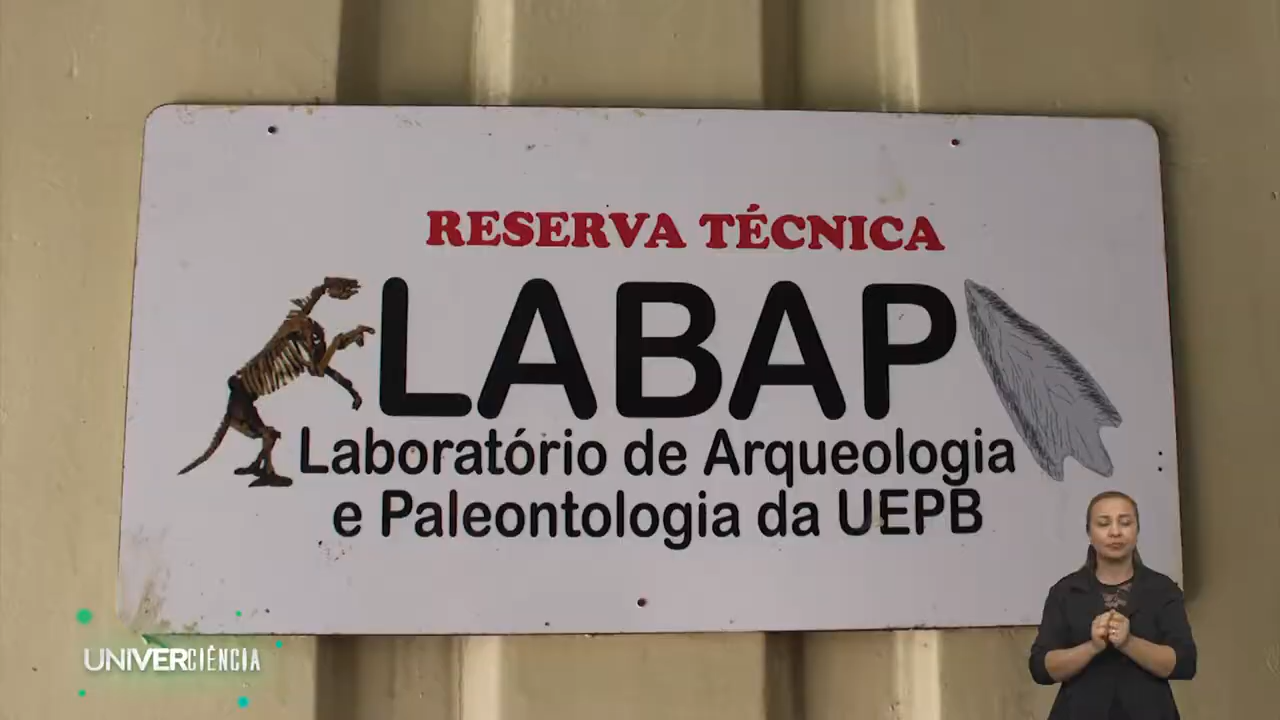 RESERVA TÉCNICA
LABAP
Laboratório de Arqueologia
e Paleontologia da UEPB
UNIVERCIÊNCIA